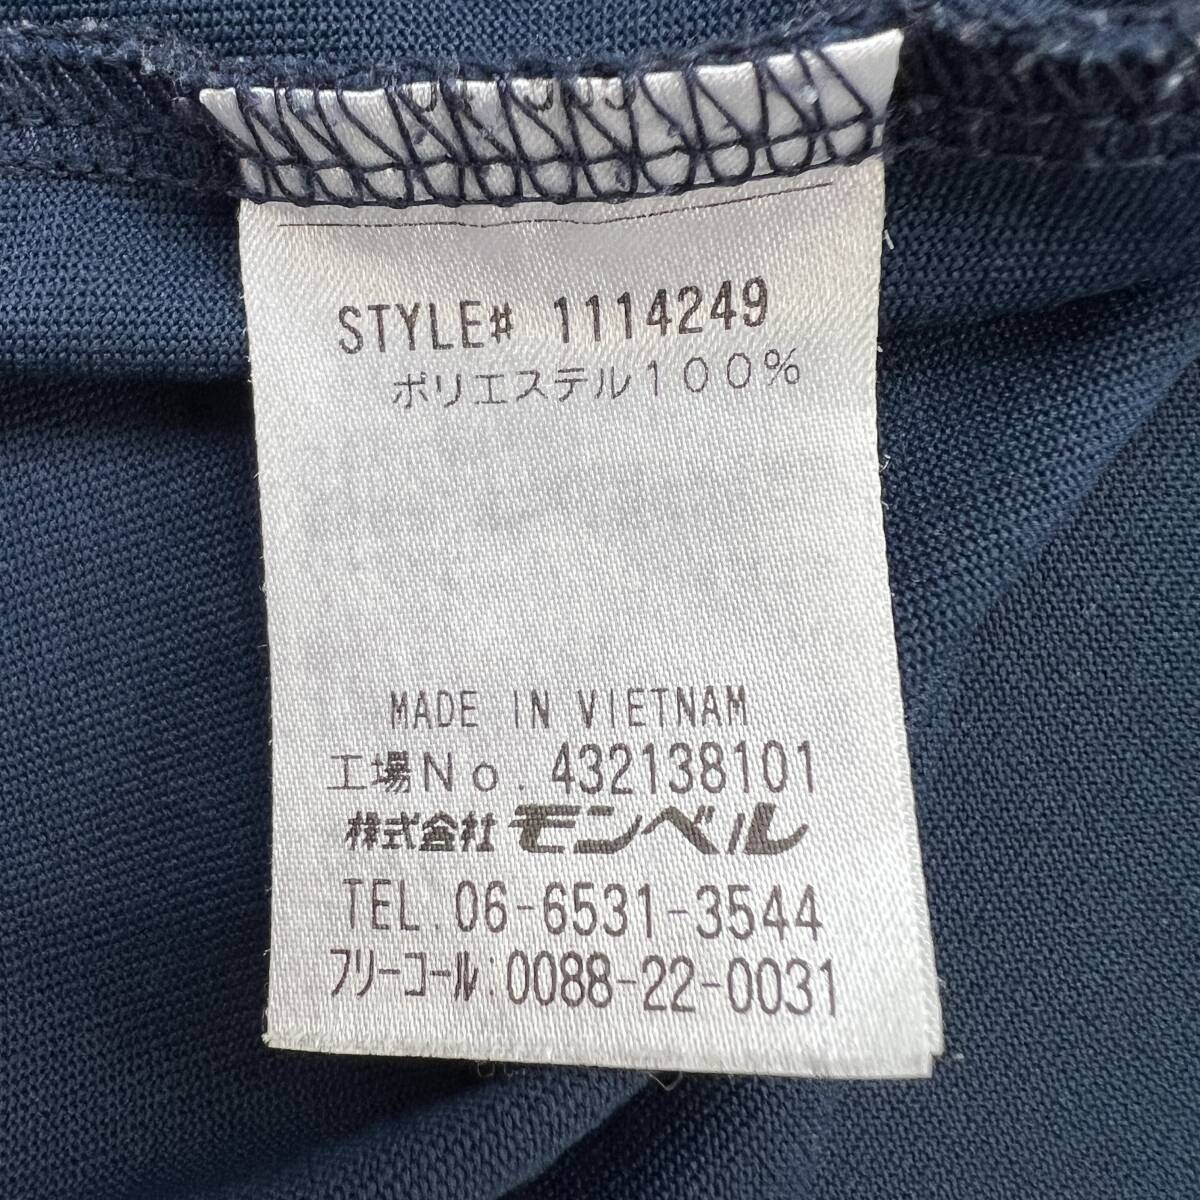 STYLE# 1114249
ポリエステル100%
MADE IN VIETNAM
工場No. 432138101
株式会社 モンベル
TEL. 06-6531-3544
フリーコール:0088-22-0031